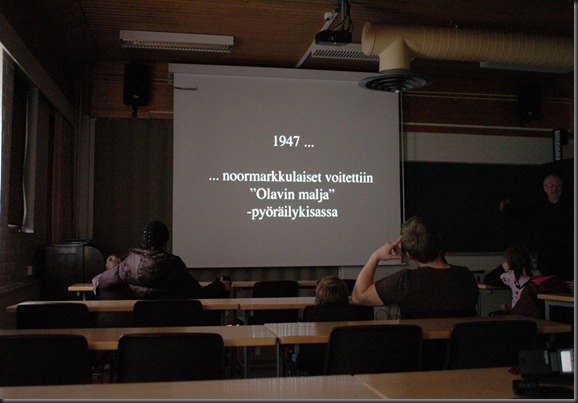 1947 ...
... noormarkkulaiset voitettiin
”Olavin malja”
-pyöräilykisassa